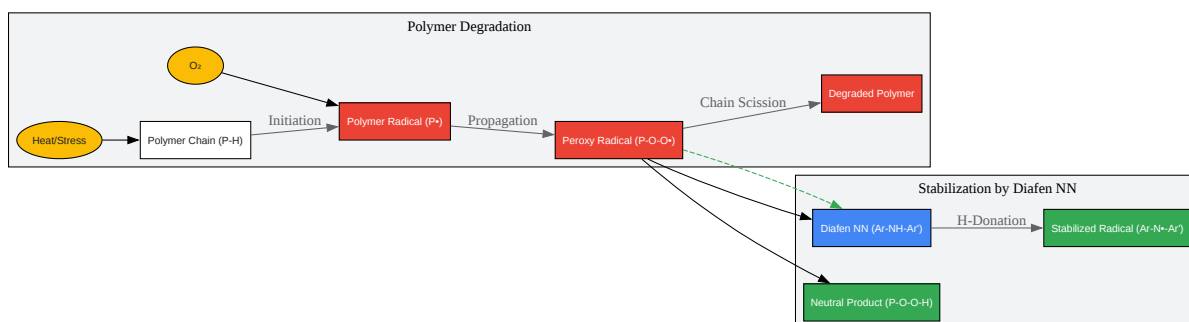 Polymer Degradation
O₂
Heat/Stress
Polymer Chain (P-H)
Initiation
Polymer Radical (P•)
Propagation
Peroxy Radical (P-O-O•)
Chain Scission
Degraded Polymer
Stabilization by Diafen NN
Diafen NN (Ar-NH-Ar')
H-Donation
Stabilized Radical (Ar-N•-Ar')
Neutral Product (P-O-O-H)